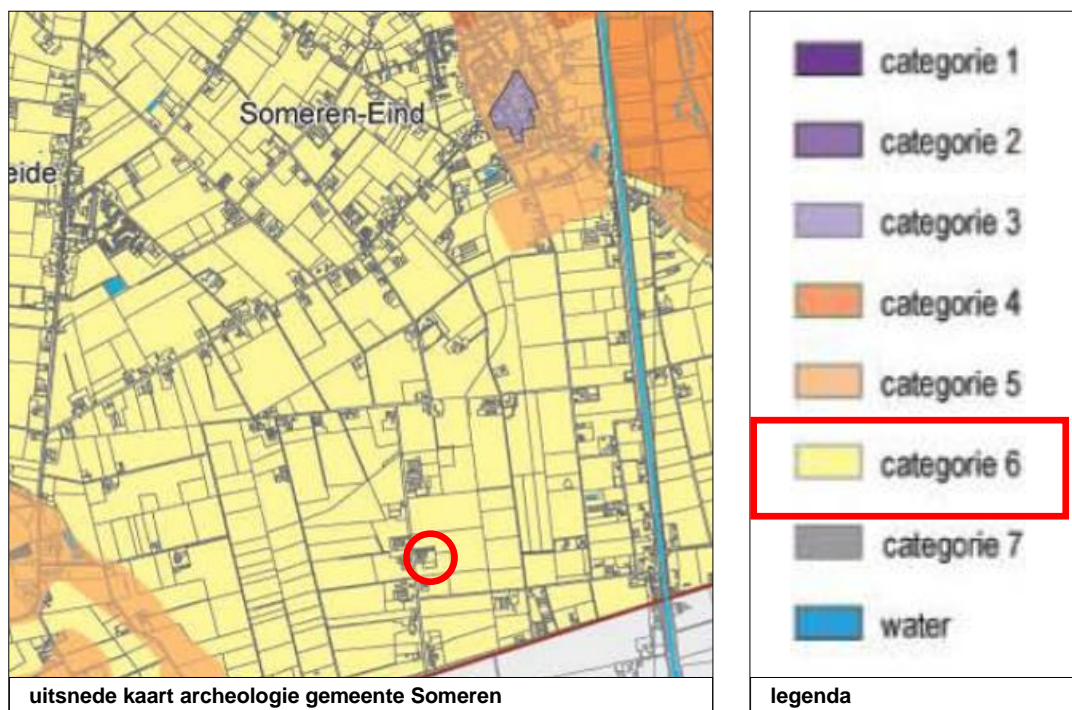 Someren-Eind
eide
categorie 1
categorie 2
categorie 3
categorie 4
categorie 5
categorie 6
categorie 7
water
uitsnede kaart archeologie gemeente Someren
legenda